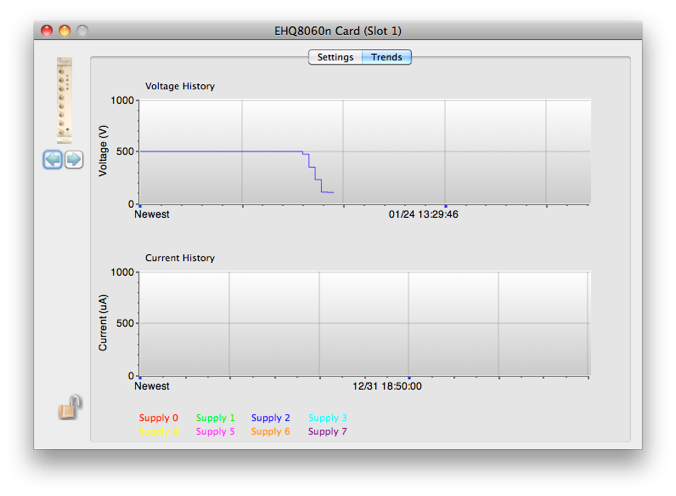 EHQ8060n Card (Slot 1)
Settings Trends
Voltage History
1000
500
0
Voltage (V)
Newest 01/24 13:29:46
Current History
1000
500
0
Current (uA)
Newest 12/31 18:50:00
Supply 0 Supply 1 Supply 2 Supply 3
Supply 4 Supply 5 Supply 6 Supply 7